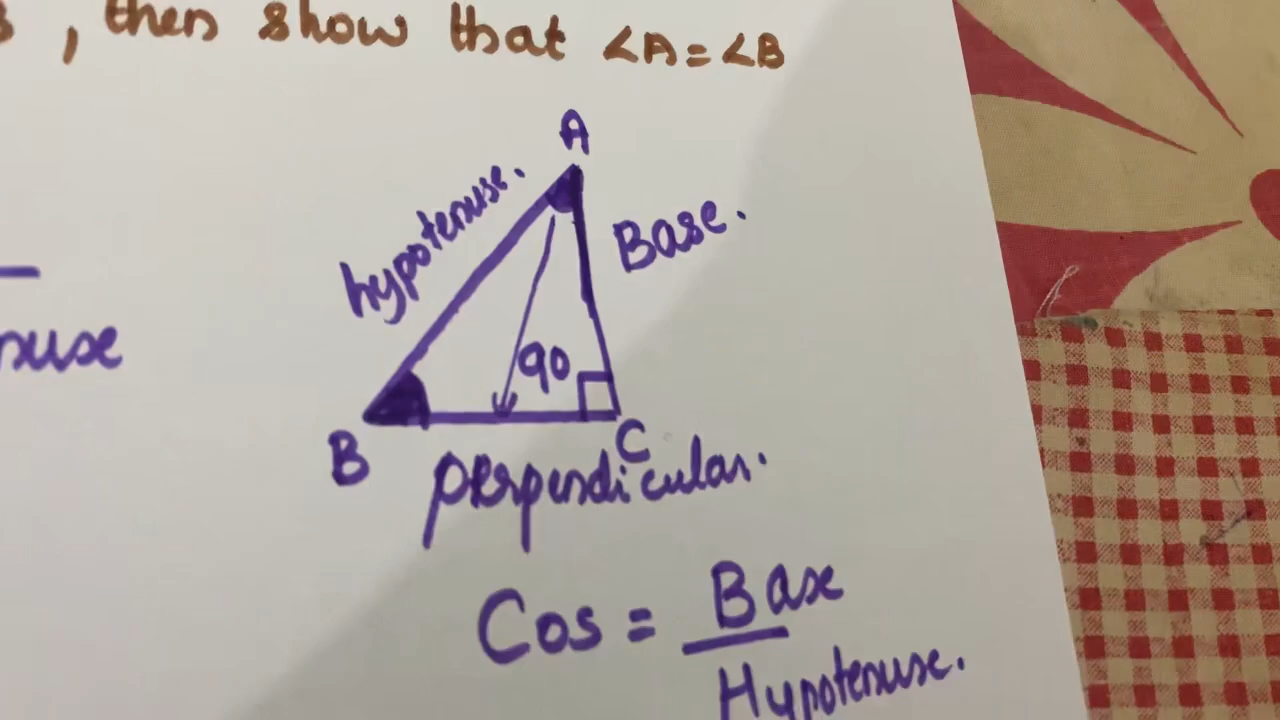 , then show that ∠A=∠B
A
hypotenuse.
Base.
90
B
C
perpendicular.
Cos = Base
Hypotenuse.